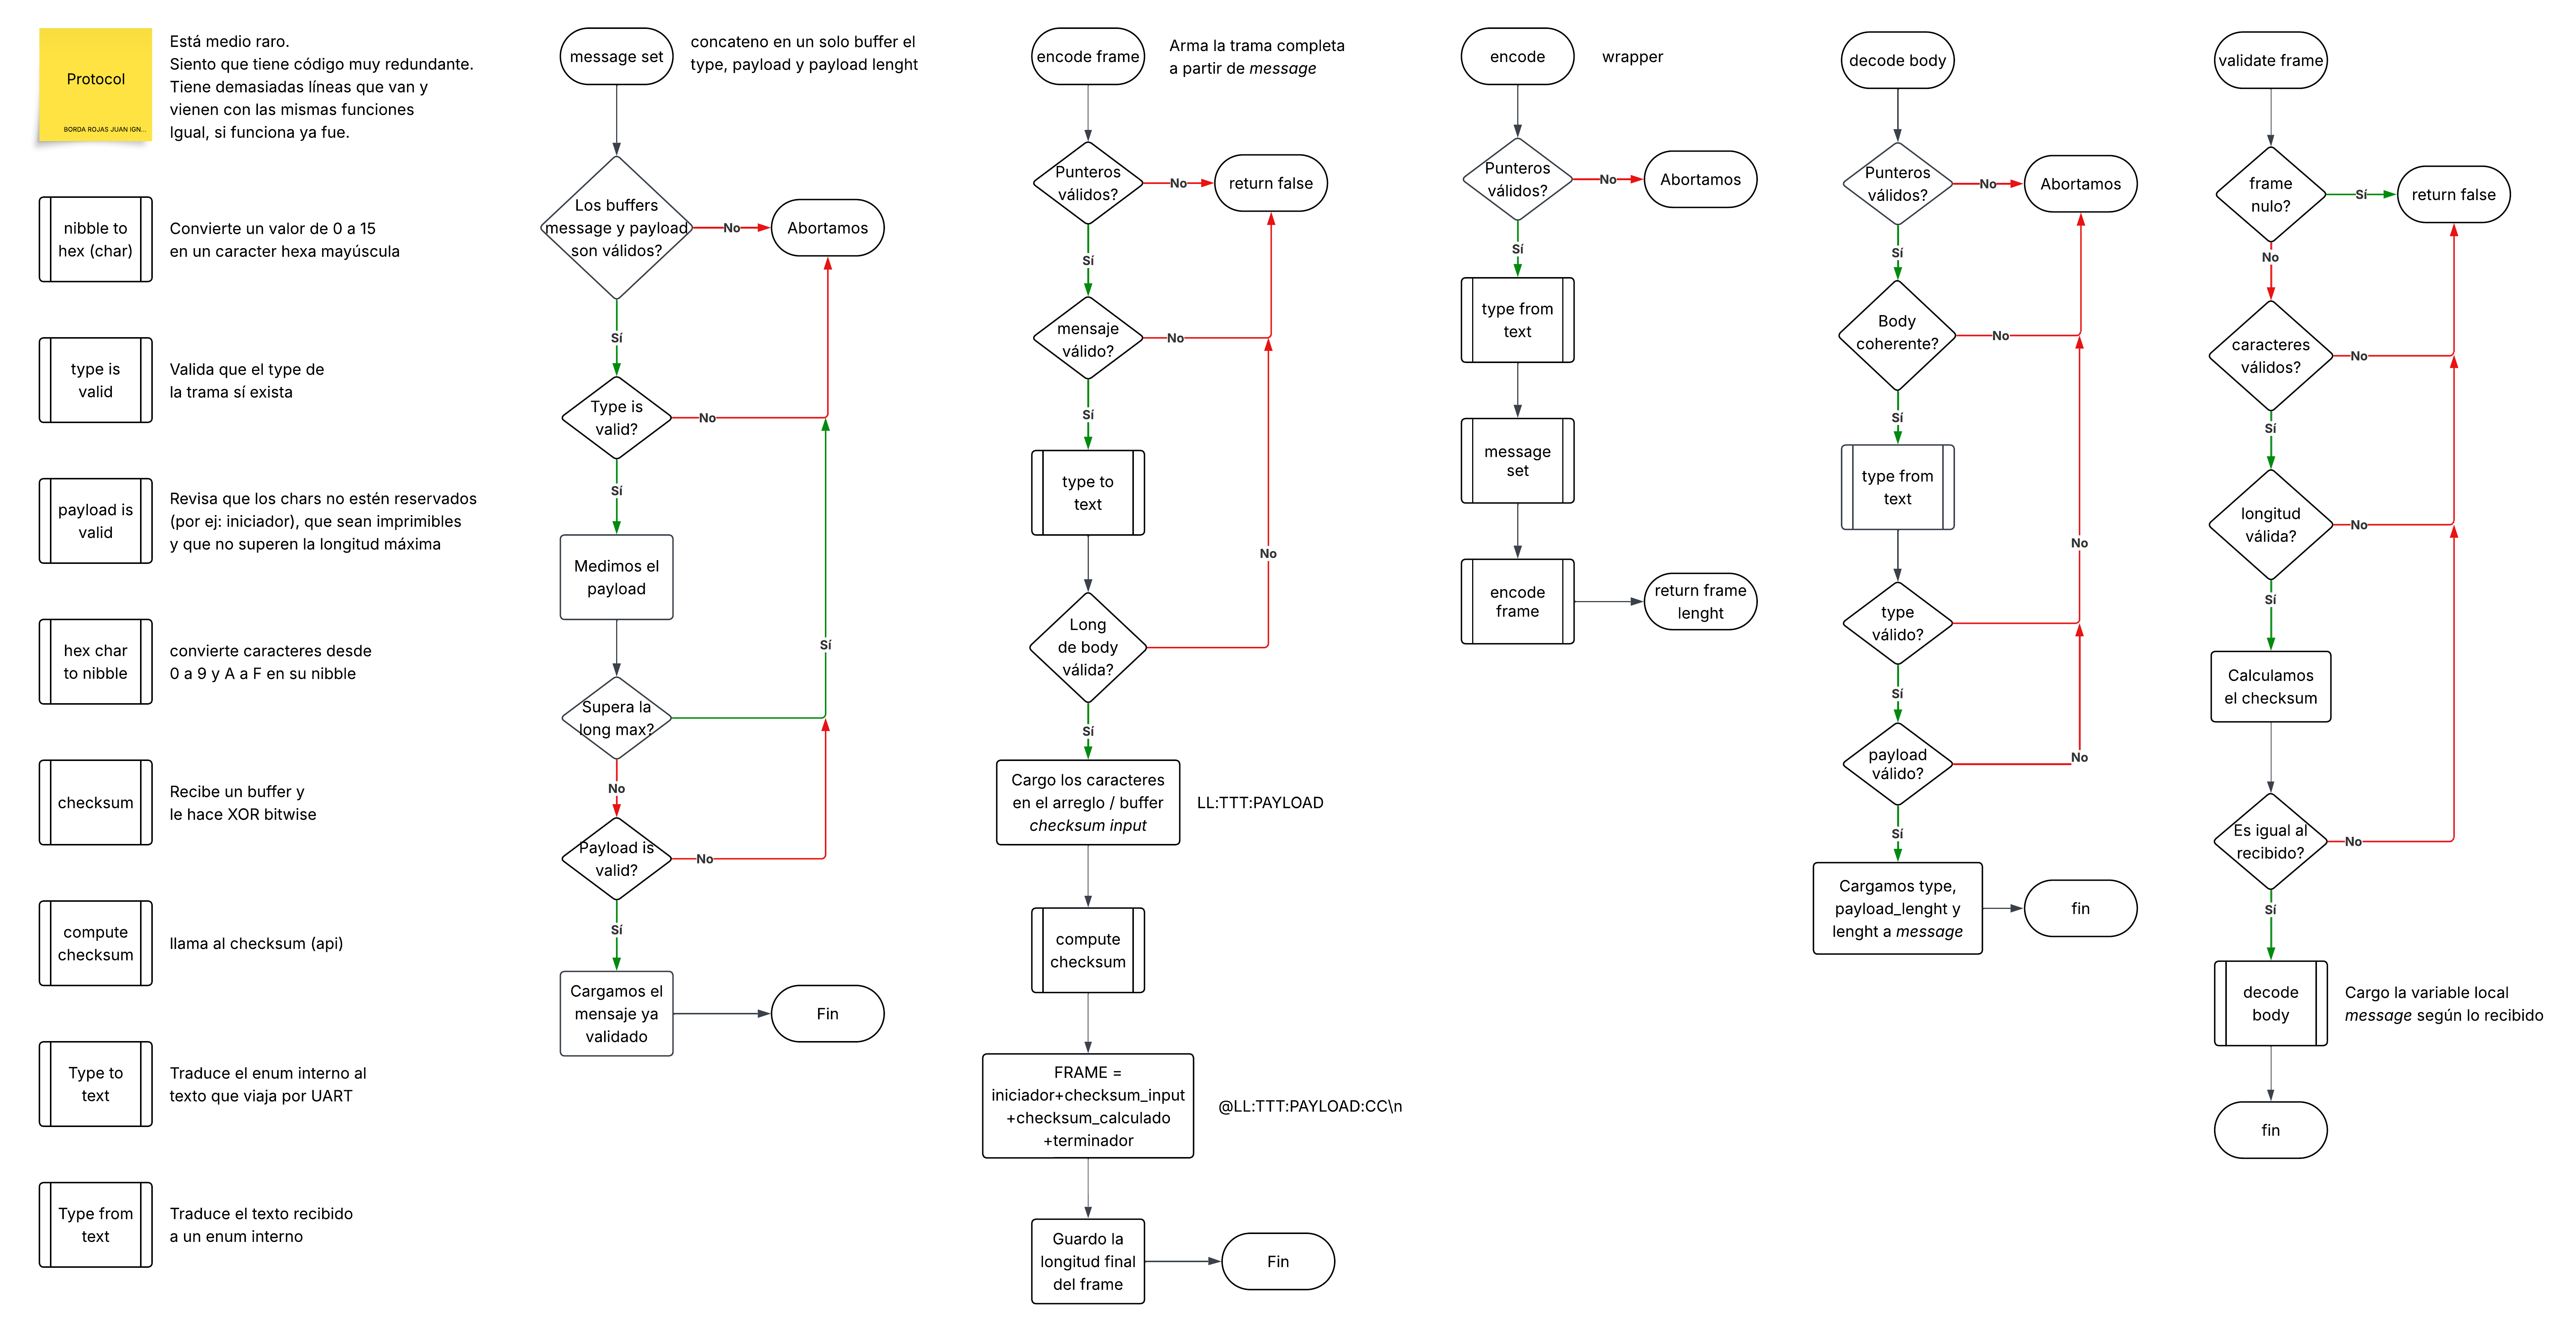 Protocol
BORDA ROJAS JUAN IGN...
Está medio raro.
Siento que tiene código muy redundante.
Tiene demasiadas líneas que van y
vienen con las mismas funciones
Igual, si funciona ya fue.
nibble to
hex (char)
Convierte un valor de 0 a 15
en un caracter hexa mayúscula
type is
valid
Valida que el type de
la trama sí exista
payload is
valid
Revisa que los chars no estén reservados
(por ej: iniciador), que sean imprimibles
y que no superen la longitud máxima
hex char
to nibble
convierte caracteres desde
0 a 9 y A a F en su nibble
checksum
Recibe un buffer y
le hace XOR bitwise
compute
checksum
llama al checksum (api)
Type to
text
Traduce el enum interno al
texto que viaja por UART
Type from
text
Traduce el texto recibido
a un enum interno
message set
concateno en un solo buffer el
type, payload y payload lenght
Los buffers
message y payload
son válidos?
No
Abortamos
Sí
Type is
valid?
No
Sí
Medimos el
payload
Supera la
long max?
Sí
No
Payload is
valid?
No
Sí
Cargamos el
mensaje ya
validado
Fin
encode frame
Arma la trama completa
a partir de message
Punteros
válidos?
No
return false
Sí
mensaje
válido?
No
Sí
type to
text
Long
de body
válida?
No
Sí
Cargo los caracteres
en el arreglo / buffer
checksum input
LL:TTT:PAYLOAD
compute
checksum
FRAME =
iniciador+checksum_input
+checksum_calculado
+terminador
@LL:TTT:PAYLOAD:CC\n
Guardo la
longitud final
del frame
Fin
encode
wrapper
Punteros
válidos?
No
Abortamos
Sí
type from
text
message
set
encode
frame
return frame
lenght
decode body
Punteros
válidos?
No
Abortamos
Sí
Body
coherente?
No
Sí
type from
text
type
válido?
No
Sí
payload
válido?
No
Sí
Cargamos type,
payload_lenght y
lenght a message
fin
validate frame
frame
nulo?
Sí
return false
No
caracteres
válidos?
No
Sí
longitud
válida?
No
Sí
Calculamos
el checksum
Es igual al
recibido?
No
Sí
decode
body
Cargo la variable local
message según lo recibido
fin